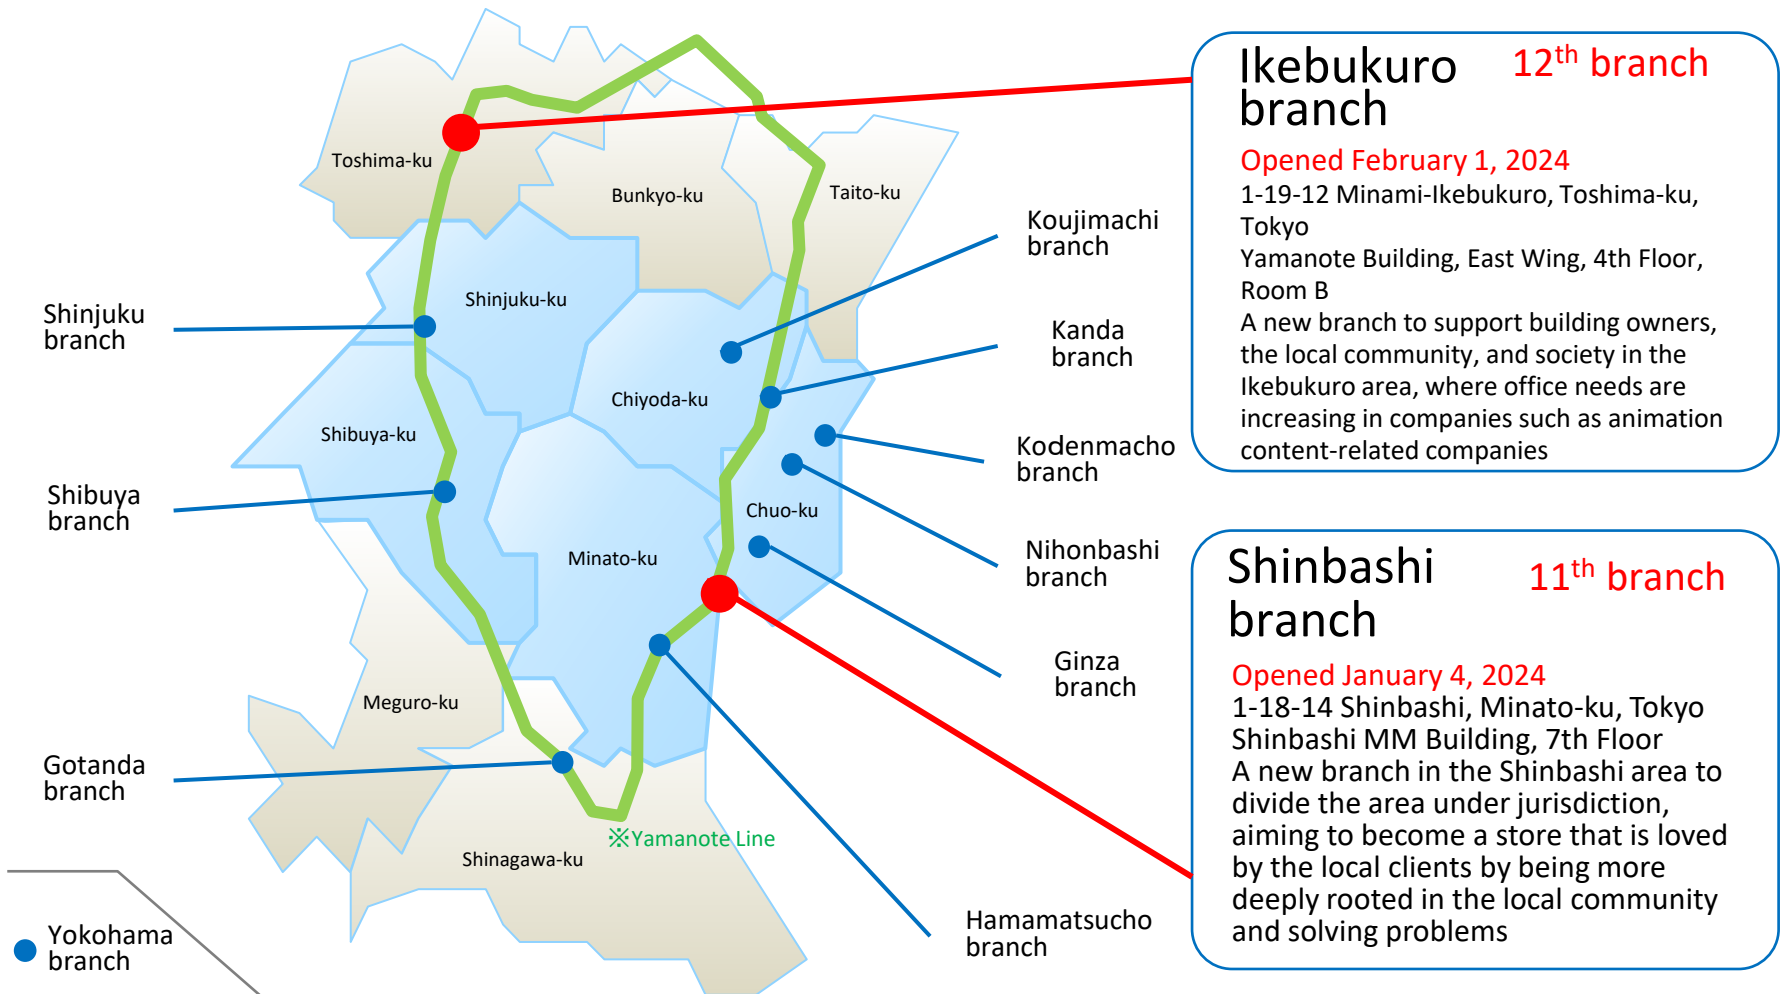 Ikebukuro
branch
12th branch
Opened February 1, 2024
1-19-12 Minami-Ikebukuro, Toshima-ku,
Tokyo
Yamanote Building, East Wing, 4th Floor,
Room B
A new branch to support building owners,
the local community, and society in the
Ikebukuro area, where office needs are
increasing in companies such as animation
content-related companies
Shinbashi
branch
11th branch
Opened January 4, 2024
1-18-14 Shinbashi, Minato-ku, Tokyo
Shinbashi MM Building, 7th Floor
A new branch in the Shinbashi area to
divide the area under jurisdiction,
aiming to become a store that is loved
by the local clients by being more
deeply rooted in the local community
and solving problems
Toshima-ku
Bunkyo-ku
Taito-ku
Shinjuku-ku
Chiyoda-ku
Shibuya-ku
Chuo-ku
Minato-ku
Meguro-ku
Shinagawa-ku
※Yamanote Line
Shinjuku
branch
Shibuya
branch
Gotanda
branch
Yokohama
branch
Koujimachi
branch
Kanda
branch
Kodenmacho
branch
Nihonbashi
branch
Ginza
branch
Hamamatsucho
branch